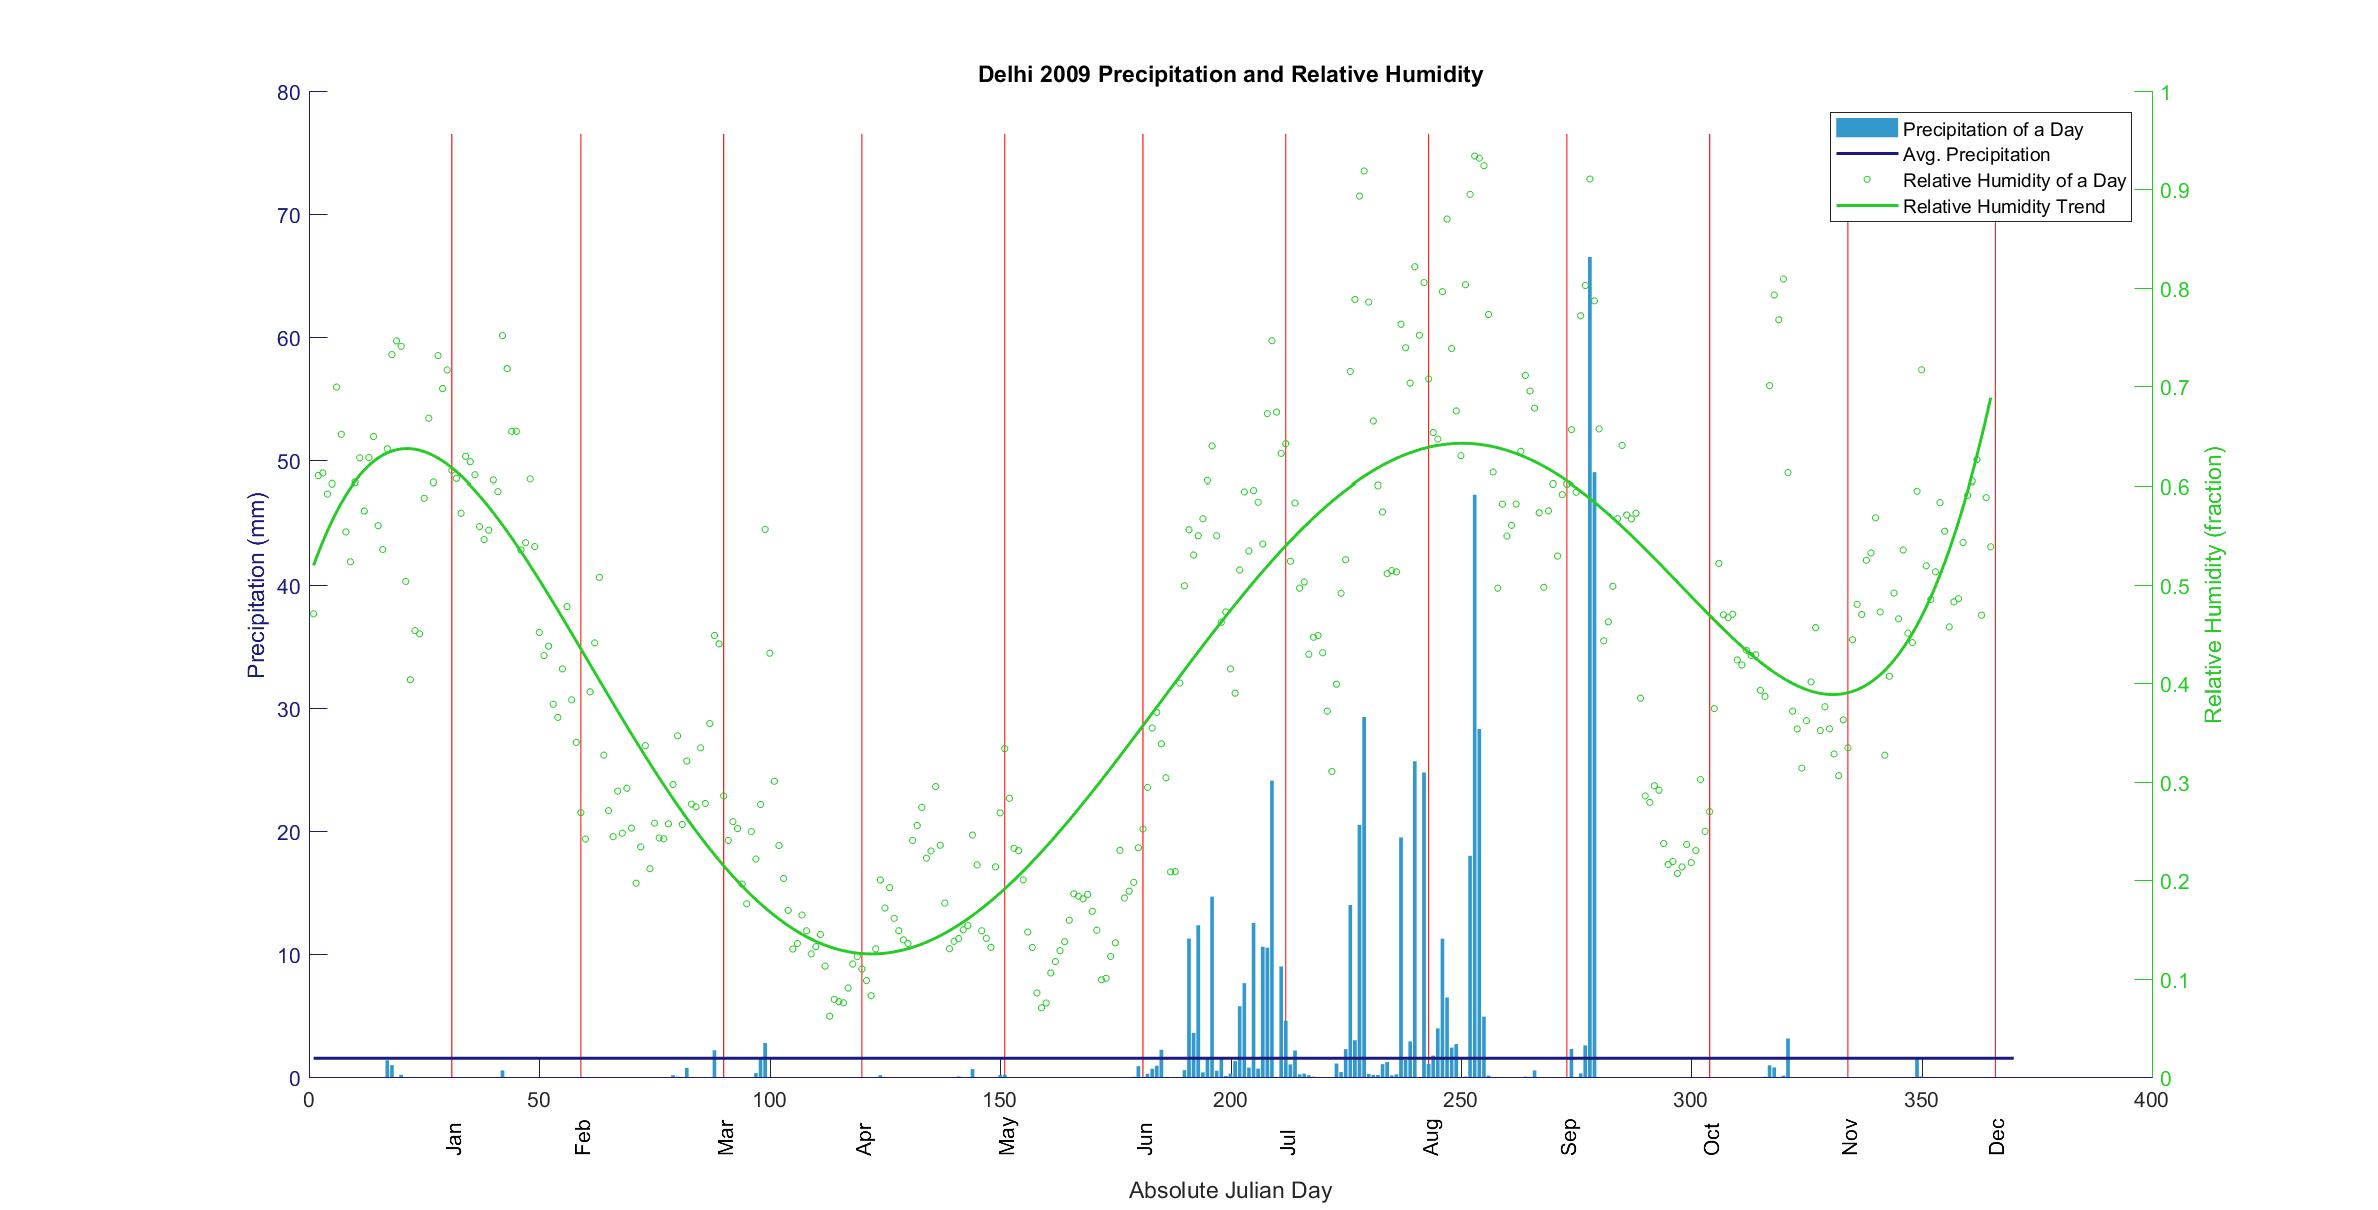 Delhi 2009 Precipitation and Relative Humidity
Precipitation of a Day
Avg. Precipitation
Relative Humidity of a Day
Relative Humidity Trend
80
70
60
50
40
30
20
10
0
Precipitation (mm)
1
0.9
0.8
0.7
0.6
0.5
0.4
0.3
0.2
0.1
0
Relative Humidity (fraction)
0 50 100 150 200 250 300 350 400
Jan Feb Mar Apr May Jun Jul Aug Sep Oct Nov Dec
Absolute Julian Day